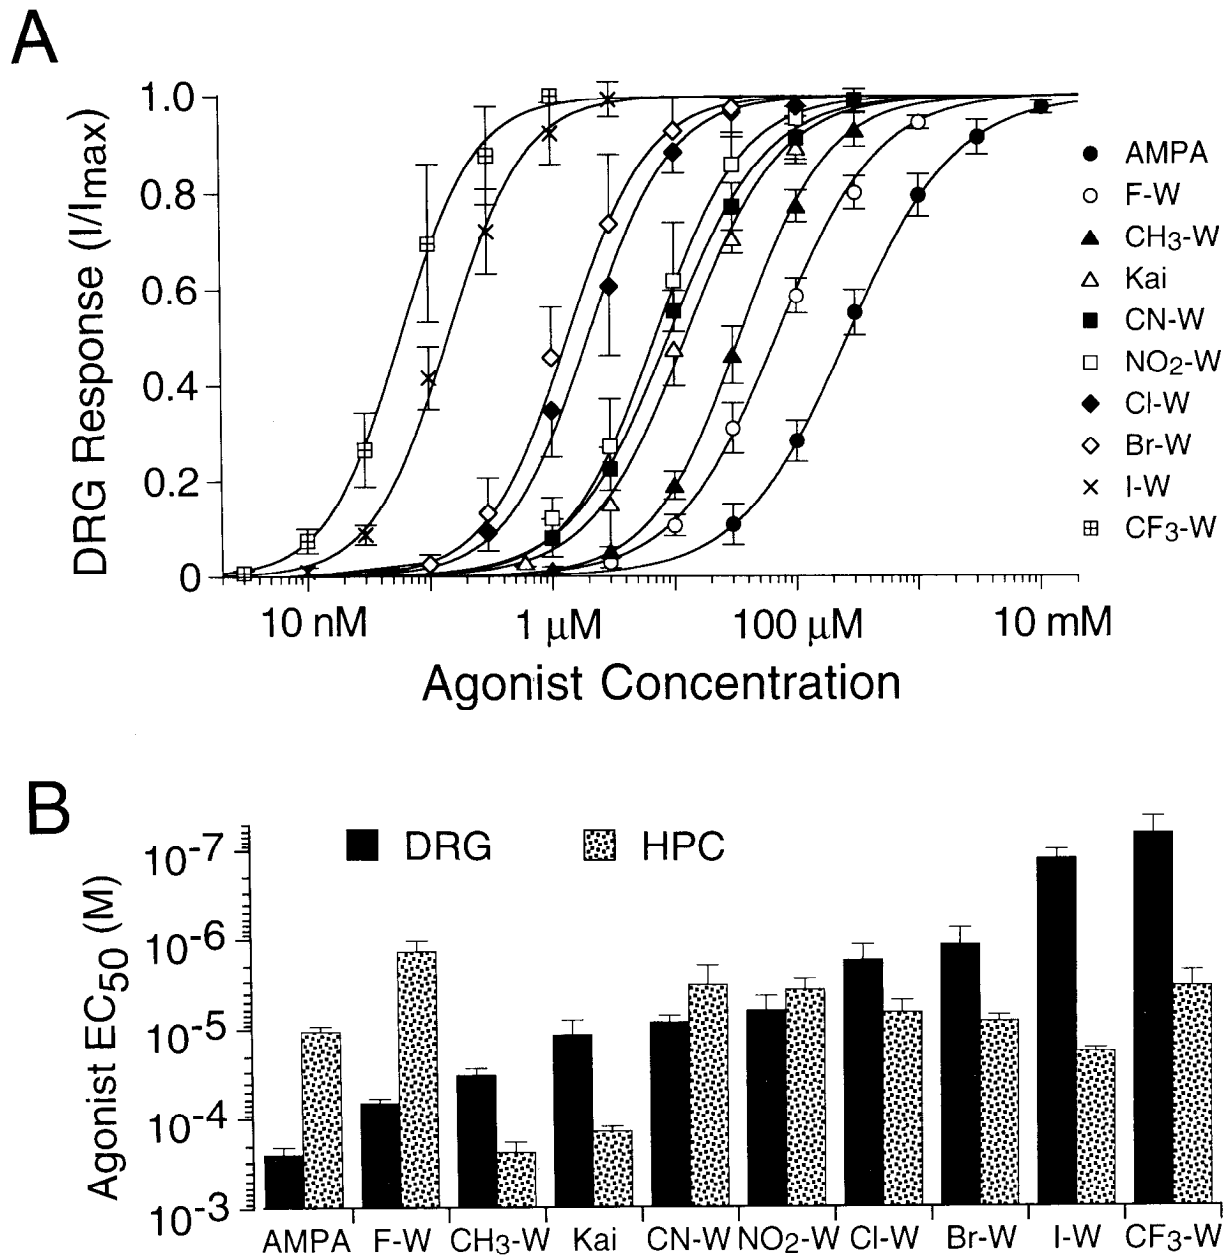 A
DRG Response (I/Imax)
1.0
0.8
0.6
0.4
0.2
0
10 nM
1 µM
100 µM
10 mM
Agonist Concentration
AMPA
F-W
CH3-W
Kai
CN-W
NO2-W
Cl-W
Br-W
I-W
CF3-W
B
DRG
HPC
Agonist EC50 (M)
10-7
10-6
10-5
10-4
10-3
AMPA
F-W
CH3-W
Kai
CN-W
NO2-W
Cl-W
Br-W
I-W
CF3-W